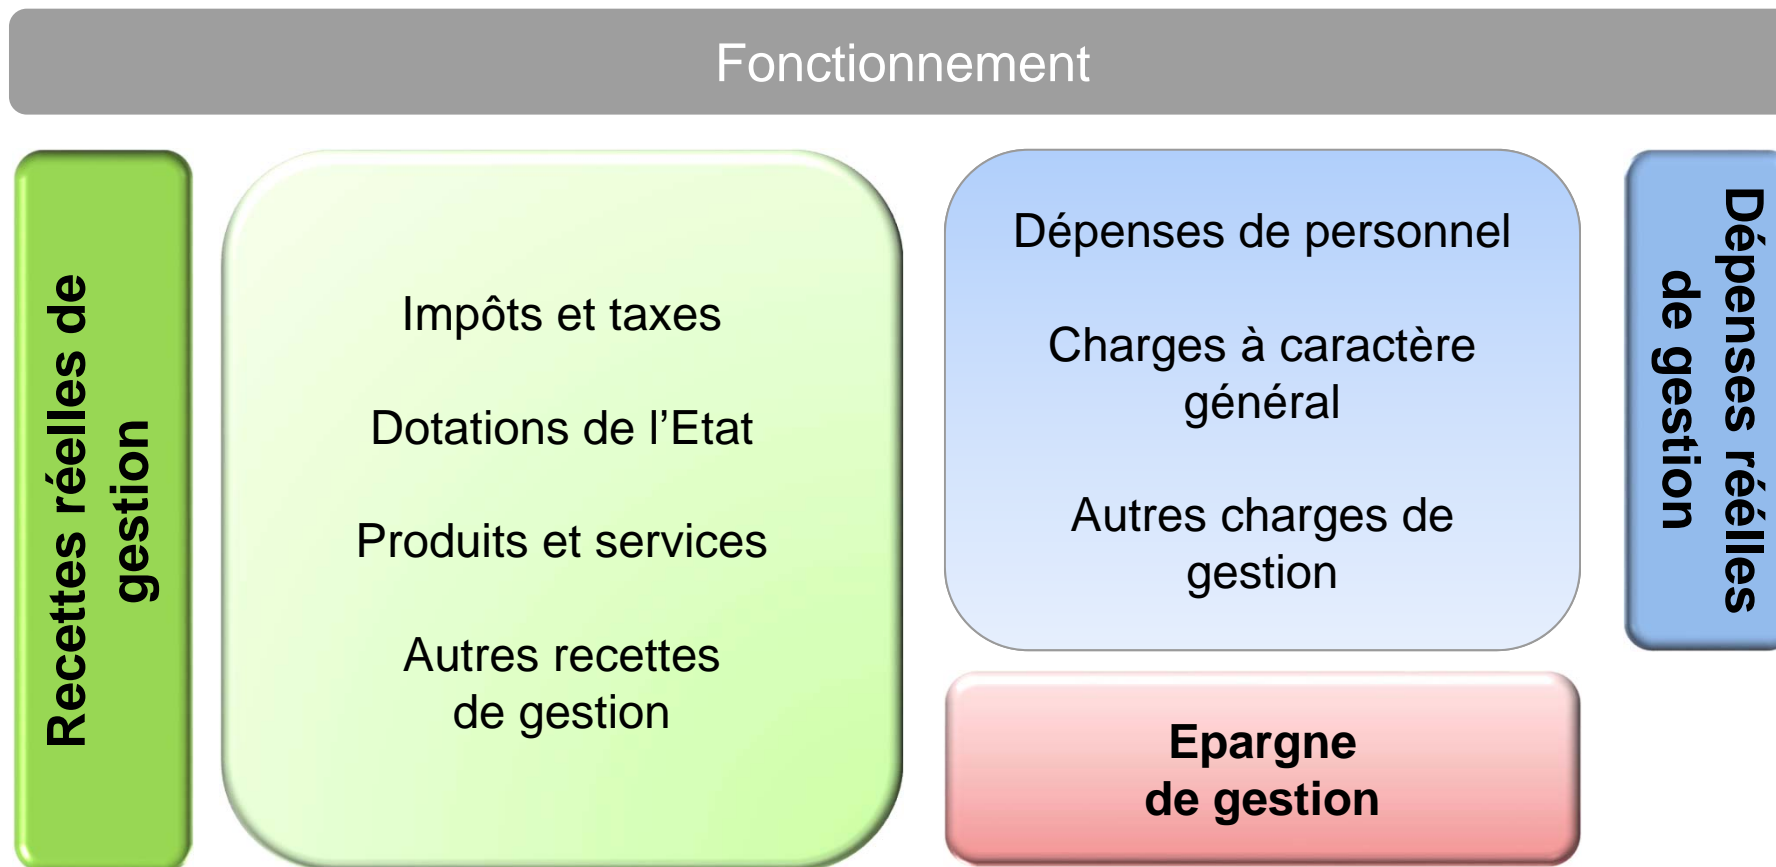 Fonctionnement
Recettes réelles de
gestion
Impôts et taxes
Dotations de l’Etat
Produits et services
Autres recettes
de gestion
Dépenses de personnel
Charges à caractère
général
Autres charges de
gestion
Epargne
de gestion
Dépenses réélles
de gestion